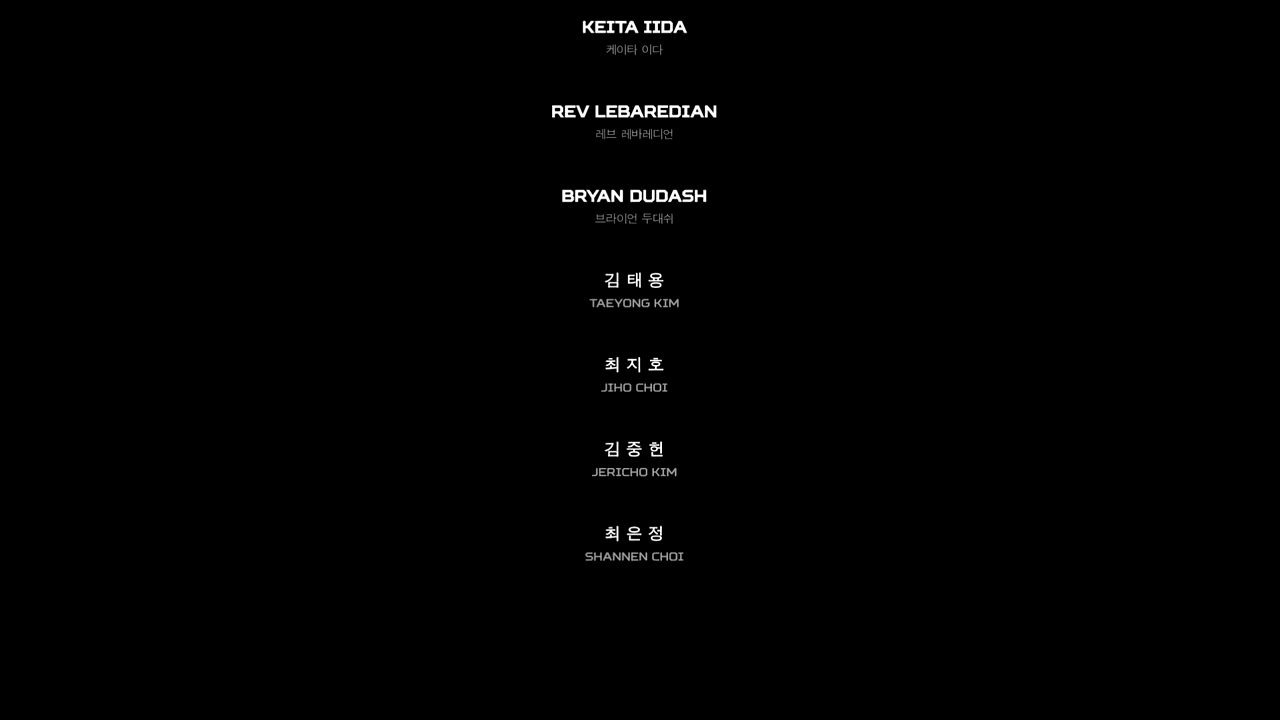 KEITA IIDA
케이타 이다
REV LEBAREDIAN
레브 레바레디언
BRYAN DUDASH
브라이언 두대쉬
김태용
TAEYONG KIM
최지호
JIHO CHOI
김중헌
JERICHO KIM
최은정
SHANNEN CHOI